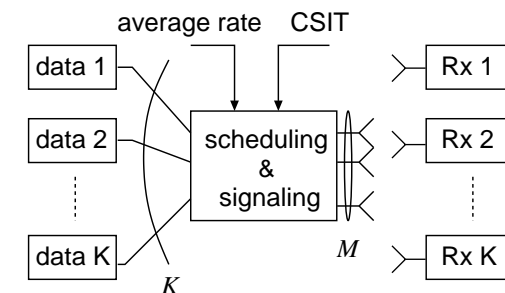 average rate CSIT
data 1
Rx 1
data 2
scheduling
&
signaling
Rx 2
data K
Rx K
K
M